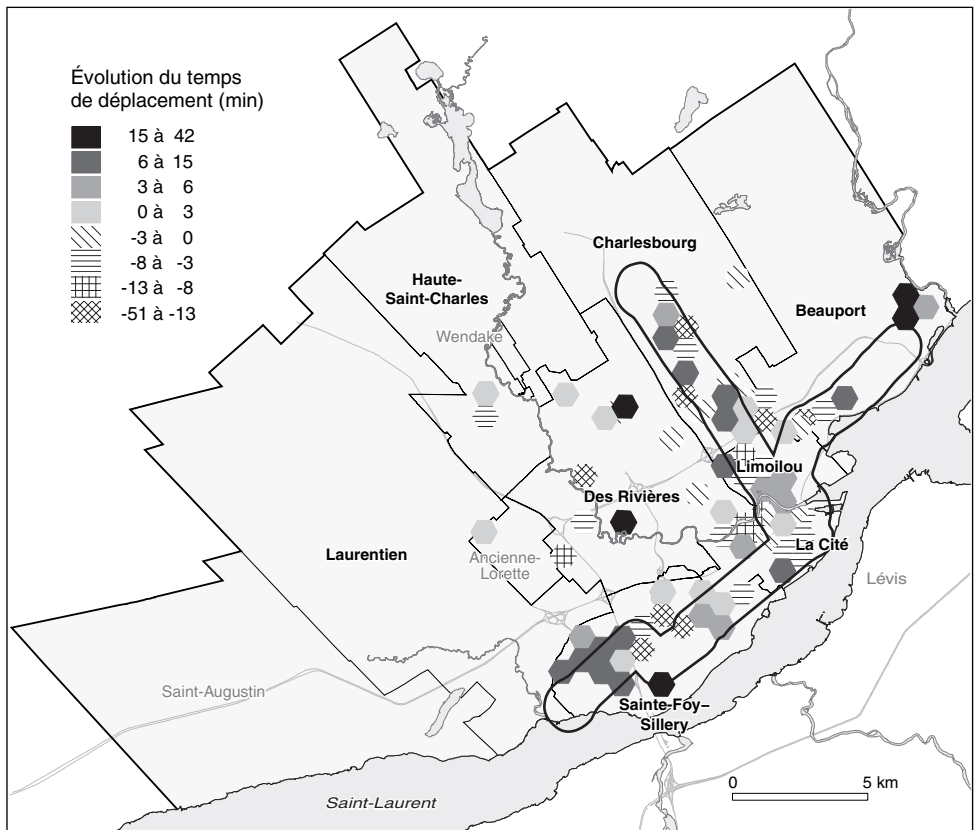 Évolution du temps
de déplacement (min)
15 à 42
6 à 15
3 à 6
0 à 3
-3 à 0
-8 à -3
-13 à -8
-51 à -13
Charlesbourg
Haute-
Saint-Charles
Beauport
Wendake
Limoilou
Des Rivières
La Cité
Laurentien
Ancienne-
Lorette
Lévis
Saint-Augustin
Sainte-Foy–
Sillery
Saint-Laurent
0 5 km